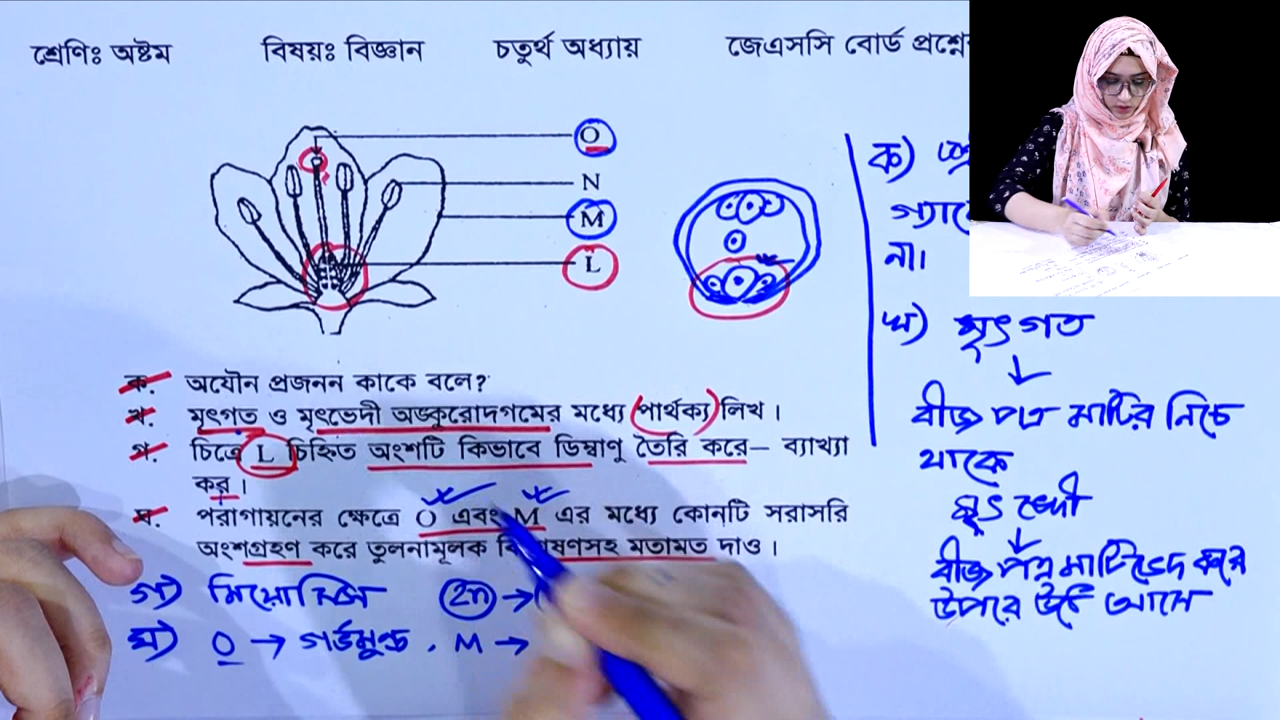 শ্রেণিঃ অষ্টম বিষয়ঃ বিজ্ঞান চতুর্থ অধ্যায় জেএসসি বোর্ড
O
N
M
L
ক. অযৌন প্রজনন কাকে বলে?
খ. মৃৎগত ও মৃৎভেদী অঙ্কুরোদগমের মধ্যে পার্থক্য লিখ।
গ. চিত্রে L চিহ্নিত অংশটি কিভাবে ডিম্বাণু তৈরি করে– ব্যাখ্যা
কর।
ঘ. পরাগায়নের ক্ষেত্রে O এবং M এর মধ্যে কোনটি সরাসরি
অংশগ্রহণ করে তুলনামূলক মতামত দাও।
গ) মিয়োসিস 2n →
ঘ) O → গর্ভমুন্ড, M →
ক)
না।
খ) মৃৎগত
↓
বীজপত্র মাটির নিচে
থাকে
মৃৎভেদী
↓
বীজপত্র মাটিভেদ করে
উপরে উঠে আসে